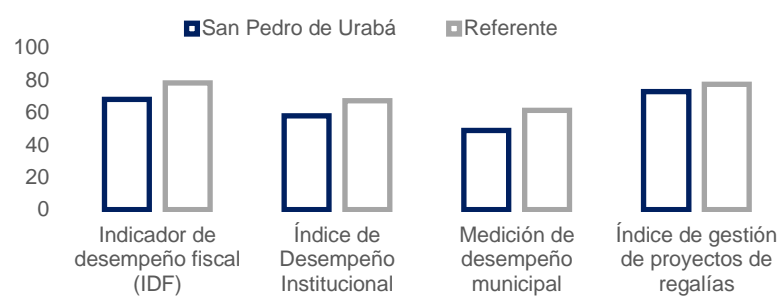 San Pedro de Urabá
Referente
100
80
60
40
20
0
Indicador de
desempeño fiscal
(IDF)
Índice de
Desempeño
Institucional
Medición de
desempeño
municipal
Índice de gestión
de proyectos de
regalías